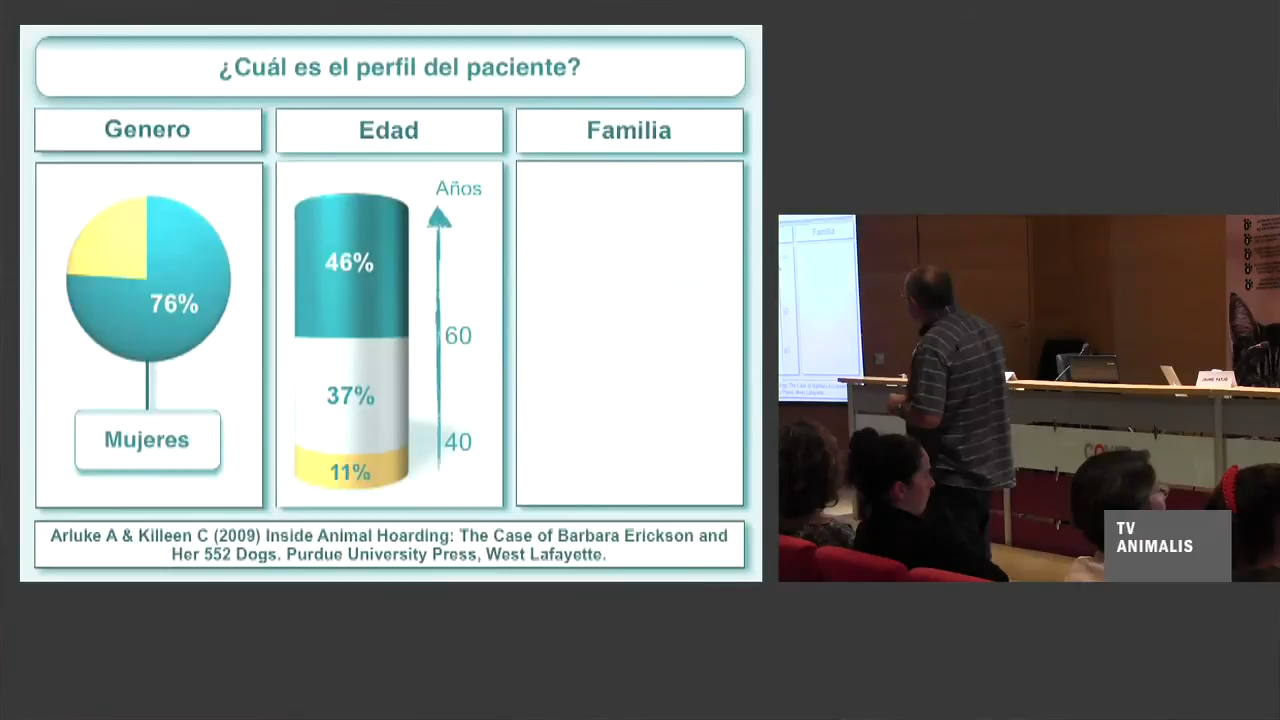 ¿Cuál es el perfil del paciente?
Genero
Edad
Familia
76%
Mujeres
Años
46%
60
37%
40
11%
Arluke A & Killeen C (2009) Inside Animal Hoarding: The Case of Barbara Erickson and
Her 552 Dogs. Purdue University Press, West Lafayette.
Familia
TV
ANIMALIS